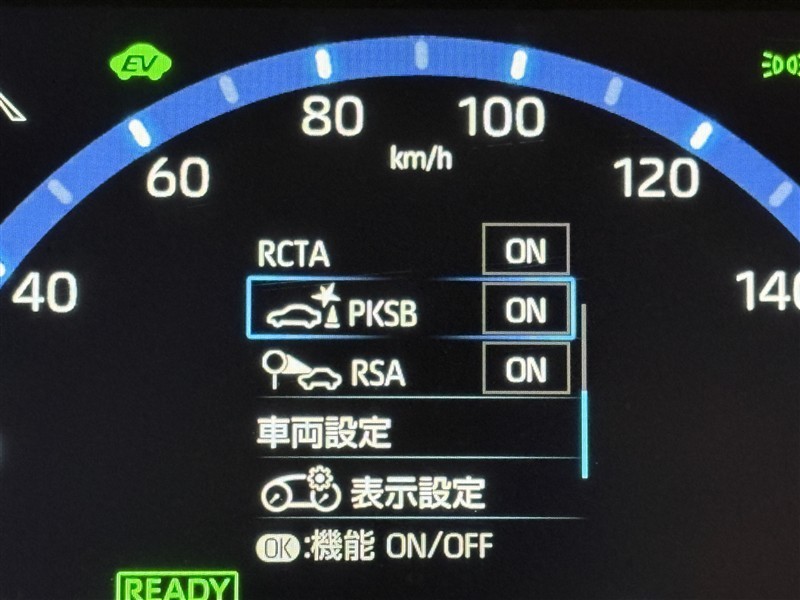 EV
80
100
km/h
60
120
40
140
RCTA ON
PKSB ON
RSA ON
車両設定
表示設定
OK:機能 ON/OFF
READY